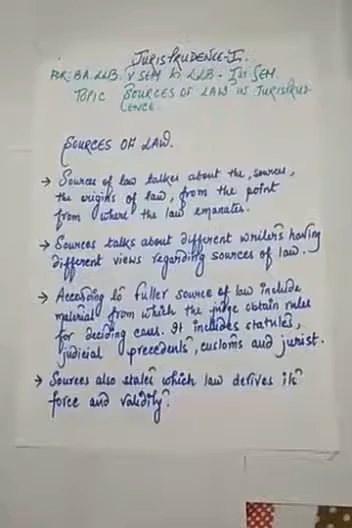 JURISPRUDENCE-I.
FOR BA.LLB. V SEM & LLB - Ist SEM.
TOPIC SOURCES OF LAW IN JURISPRUD
ENCE.
SOURCES OF LAW.
→ Sources of law talks about the, sources,
the origins of law, from the point
from where the law emanates.
→ Sources talks about different writers having
different views regarding sources of law.
→ According to fuller source of law include
material from which the judge obtain rules
for deciding cases. It includes statutes,
judicial precedents, customs and jurist.
→ Sources also states which law derives its
force and validity.